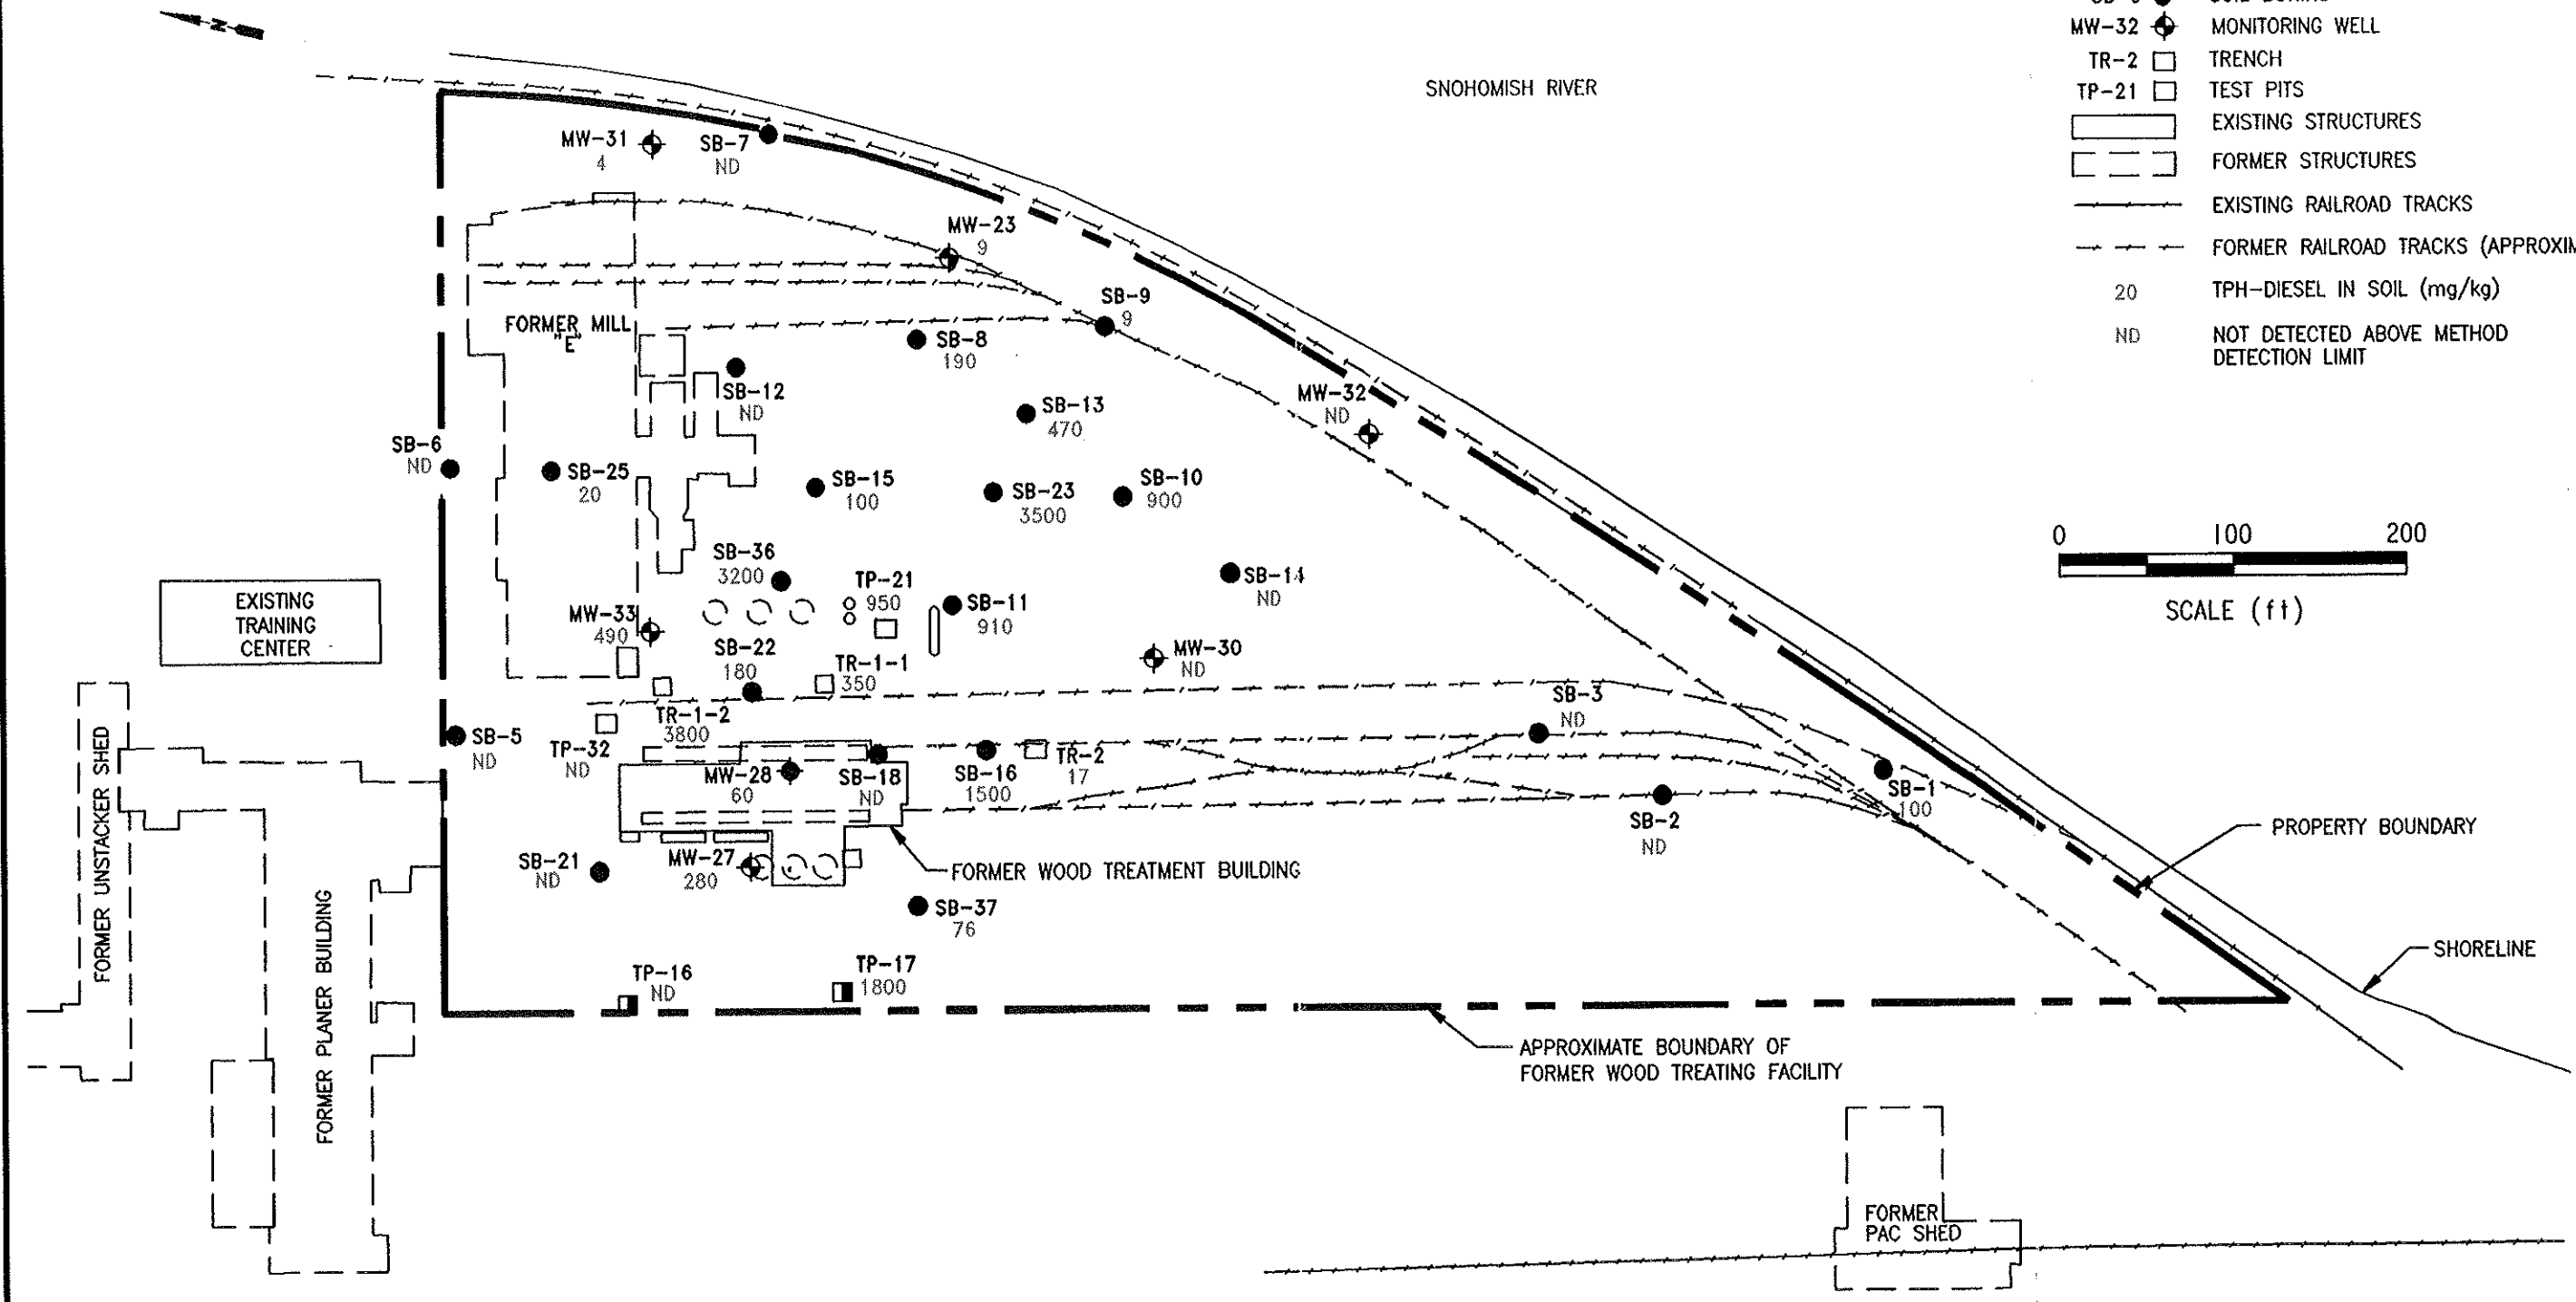 N
SNOHOMISH RIVER
MW-32 MONITORING WELL
TR-2 TRENCH
TP-21 TEST PITS
EXISTING STRUCTURES
FORMER STRUCTURES
EXISTING RAILROAD TRACKS
FORMER RAILROAD TRACKS
20 TPH-DIESEL IN SOIL (mg/kg)
ND NOT DETECTED ABOVE METHOD
DETECTION LIMIT
0 100 200
SCALE (ft)
MW-31
4
SB-7
ND
MW-23
9
SB-9
9
FORMER MILL
"E"
SB-8
190
SB-12
ND
SB-13
470
MW-32
ND
SB-6
ND
SB-25
20
SB-15
100
SB-23
3500
SB-10
900
SB-36
3200
TP-21
950
SB-11
910
SB-14
ND
EXISTING
TRAINING
CENTER
MW-33
490
SB-22
180
TR-1-1
350
MW-30
ND
SB-3
ND
SB-5
ND
TP-32
ND
TR-1-2
3800
MW-28
60
SB-18
ND
SB-16
1500
TR-2
17
SB-2
ND
SB-1
100
PROPERTY BOUNDARY
SB-21
ND
MW-27
280
FORMER WOOD TREATMENT BUILDING
SB-37
76
SHORELINE
TP-16
ND
TP-17
1800
APPROXIMATE BOUNDARY OF
FORMER WOOD TREATING FACILITY
FORMER UNSTACKER SHED
FORMER PLANER BUILDING
FORMER
PAC SHED